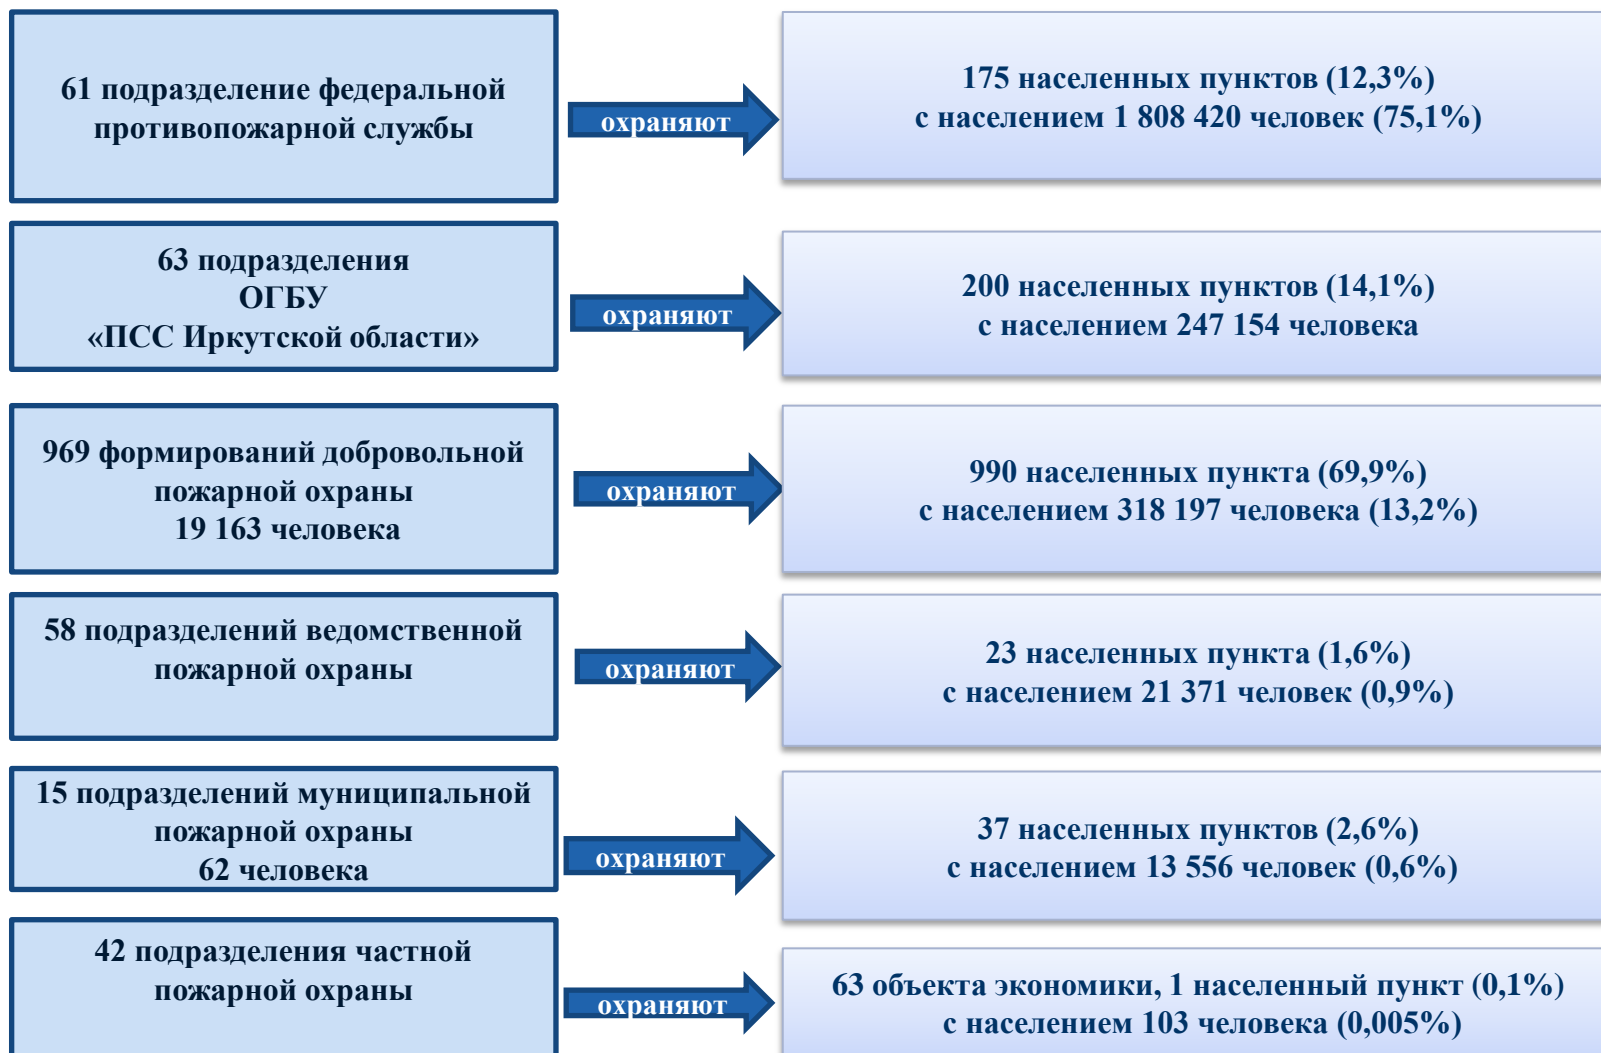 61 подразделение федеральной
противопожарной службы
охраняют
175 населенных пунктов (12,3%)
с населением 1 808 420 человек (75,1%)
63 подразделения
ОГБУ
«ПСС Иркутской области»
охраняют
200 населенных пунктов (14,1%)
с населением 247 154 человека
969 формирований добровольной
пожарной охраны
19 163 человека
охраняют
990 населенных пункта (69,9%)
с населением 318 197 человека (13,2%)
58 подразделений ведомственной
пожарной охраны
охраняют
23 населенных пункта (1,6%)
с населением 21 371 человек (0,9%)
15 подразделений муниципальной
пожарной охраны
62 человека
охраняют
37 населенных пунктов (2,6%)
с населением 13 556 человек (0,6%)
42 подразделения частной
пожарной охраны
охраняют
63 объекта экономики, 1 населенный пункт (0,1%)
с населением 103 человека (0,005%)